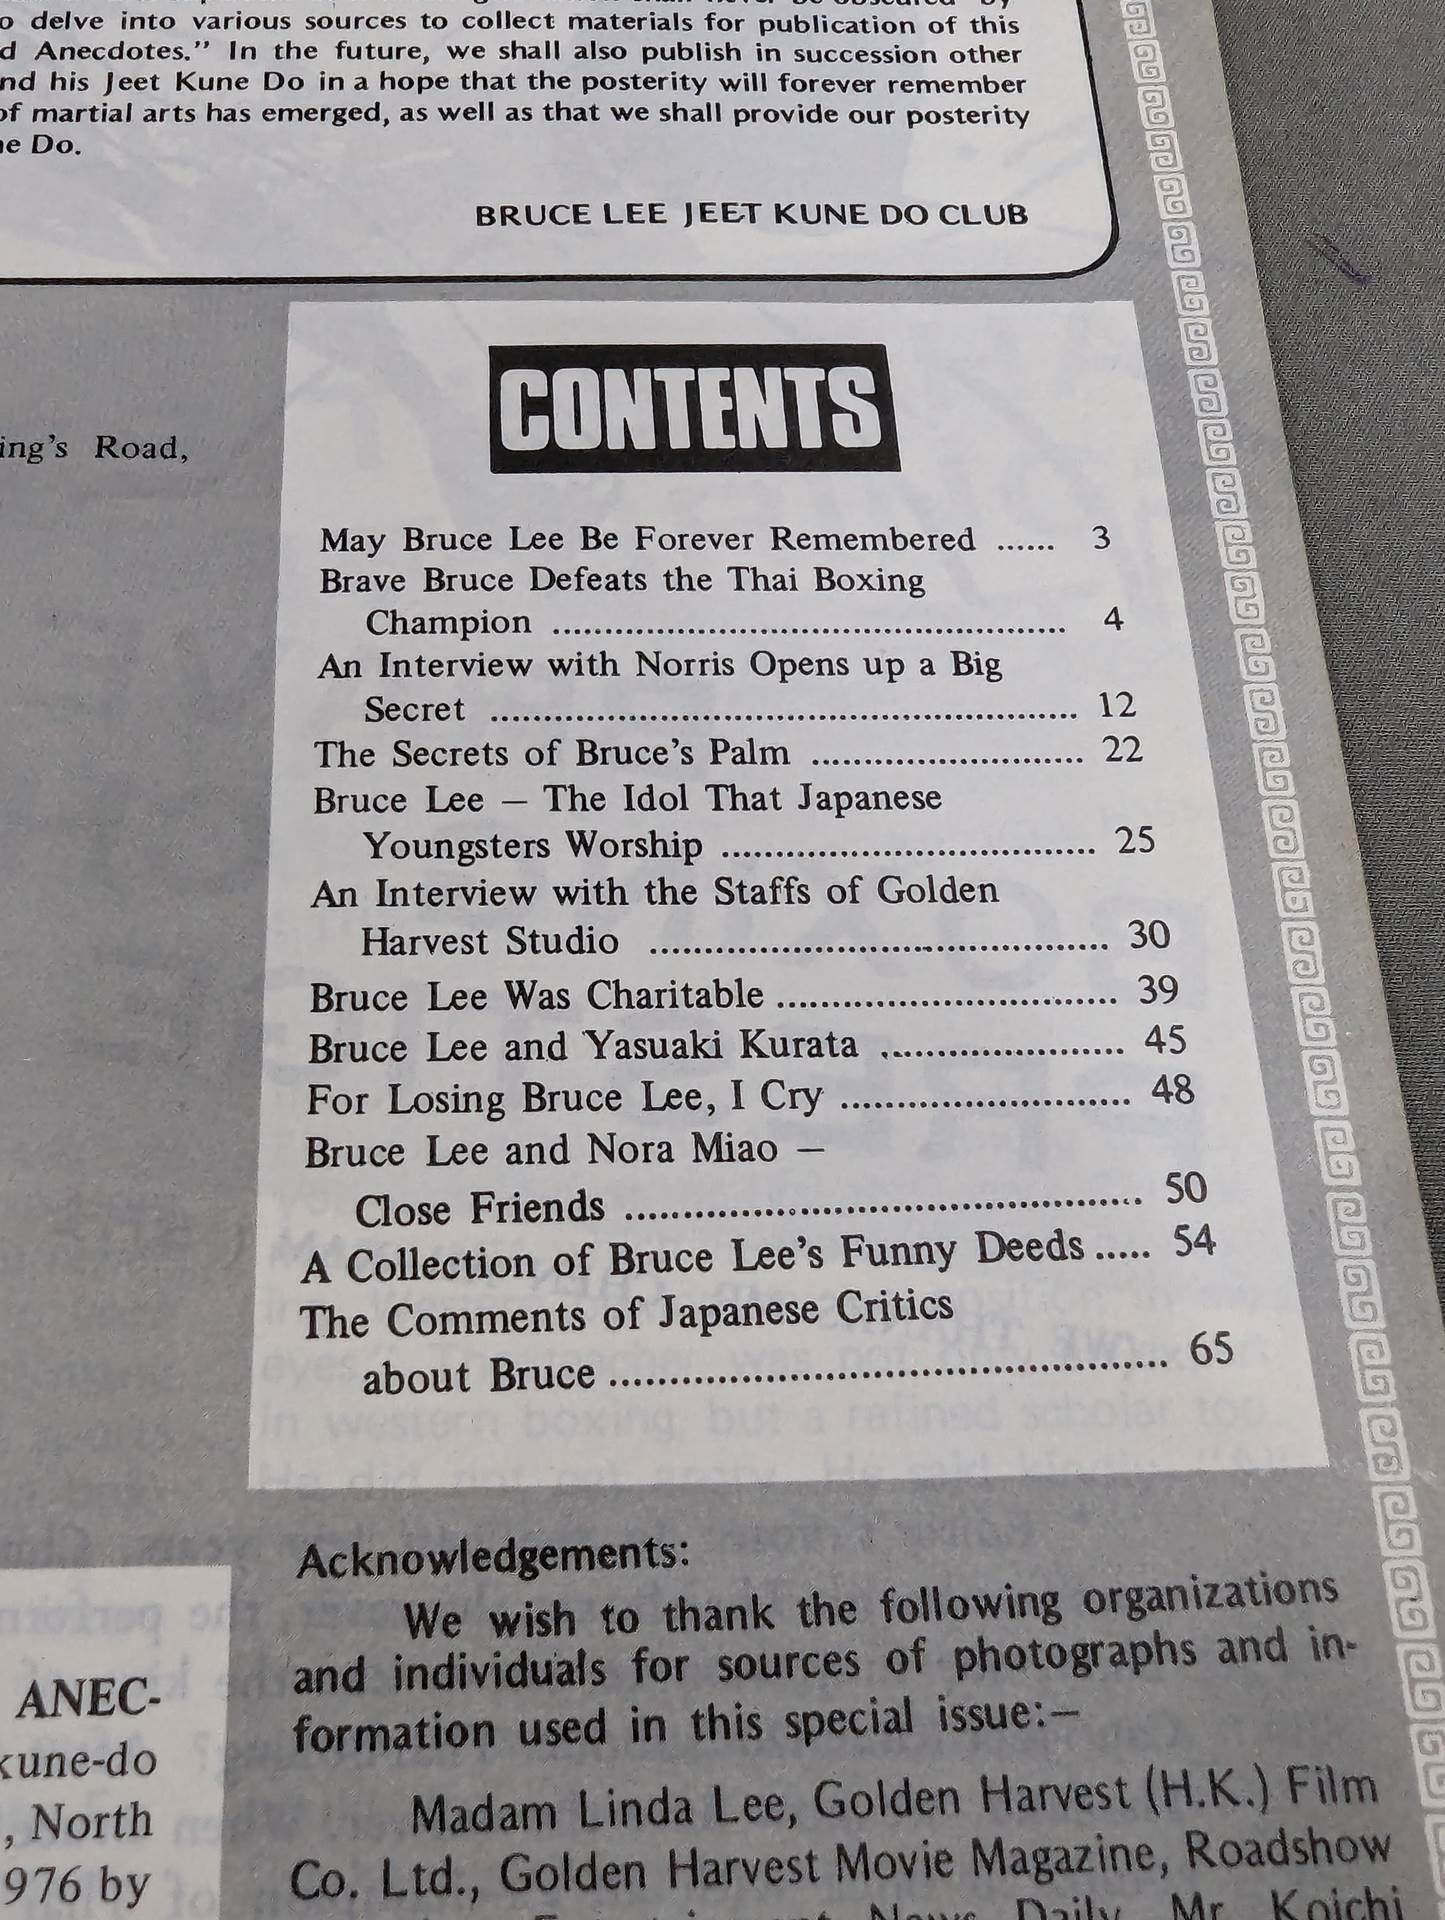 o delve into various sources to collect materials for publication of this
d Anecdotes." In the future, we shall also publish in succession other
nd his Jeet Kune Do in a hope that the posterity will forever remember
of martial arts has emerged, as well as that we shall provide our posterity
ne Do.
BRUCE LEE JEET KUNE DO CLUB
ing's Road,
CONTENTS
May Bruce Lee Be Forever Remembered ...... 3
Brave Bruce Defeats the Thai Boxing
Champion ................................................. 4
An Interview with Norris Opens up a Big
Secret ........................................................ 12
The Secrets of Bruce's Palm .......................... 22
Bruce Lee — The Idol That Japanese
Youngsters Worship .................................... 25
An Interview with the Staffs of Golden
Harvest Studio ............................................ 30
Bruce Lee Was Charitable ................................ 39
Bruce Lee and Yasuaki Kurata ....................... 45
For Losing Bruce Lee, I Cry ........................... 48
Bruce Lee and Nora Miao —
Close Friends ............................................. 50
A Collection of Bruce Lee's Funny Deeds ..... 54
The Comments of Japanese Critics
about Bruce ................................................ 65
Acknowledgements:
We wish to thank the following organizations
and individuals for sources of photographs and in-
formation used in this special issue:—
Madam Linda Lee, Golden Harvest (H.K.) Film
Co. Ltd., Golden Harvest Movie Magazine, Roadshow
News Daily, Mr. Koichi
ANEC-
kune-do
, North
976 by